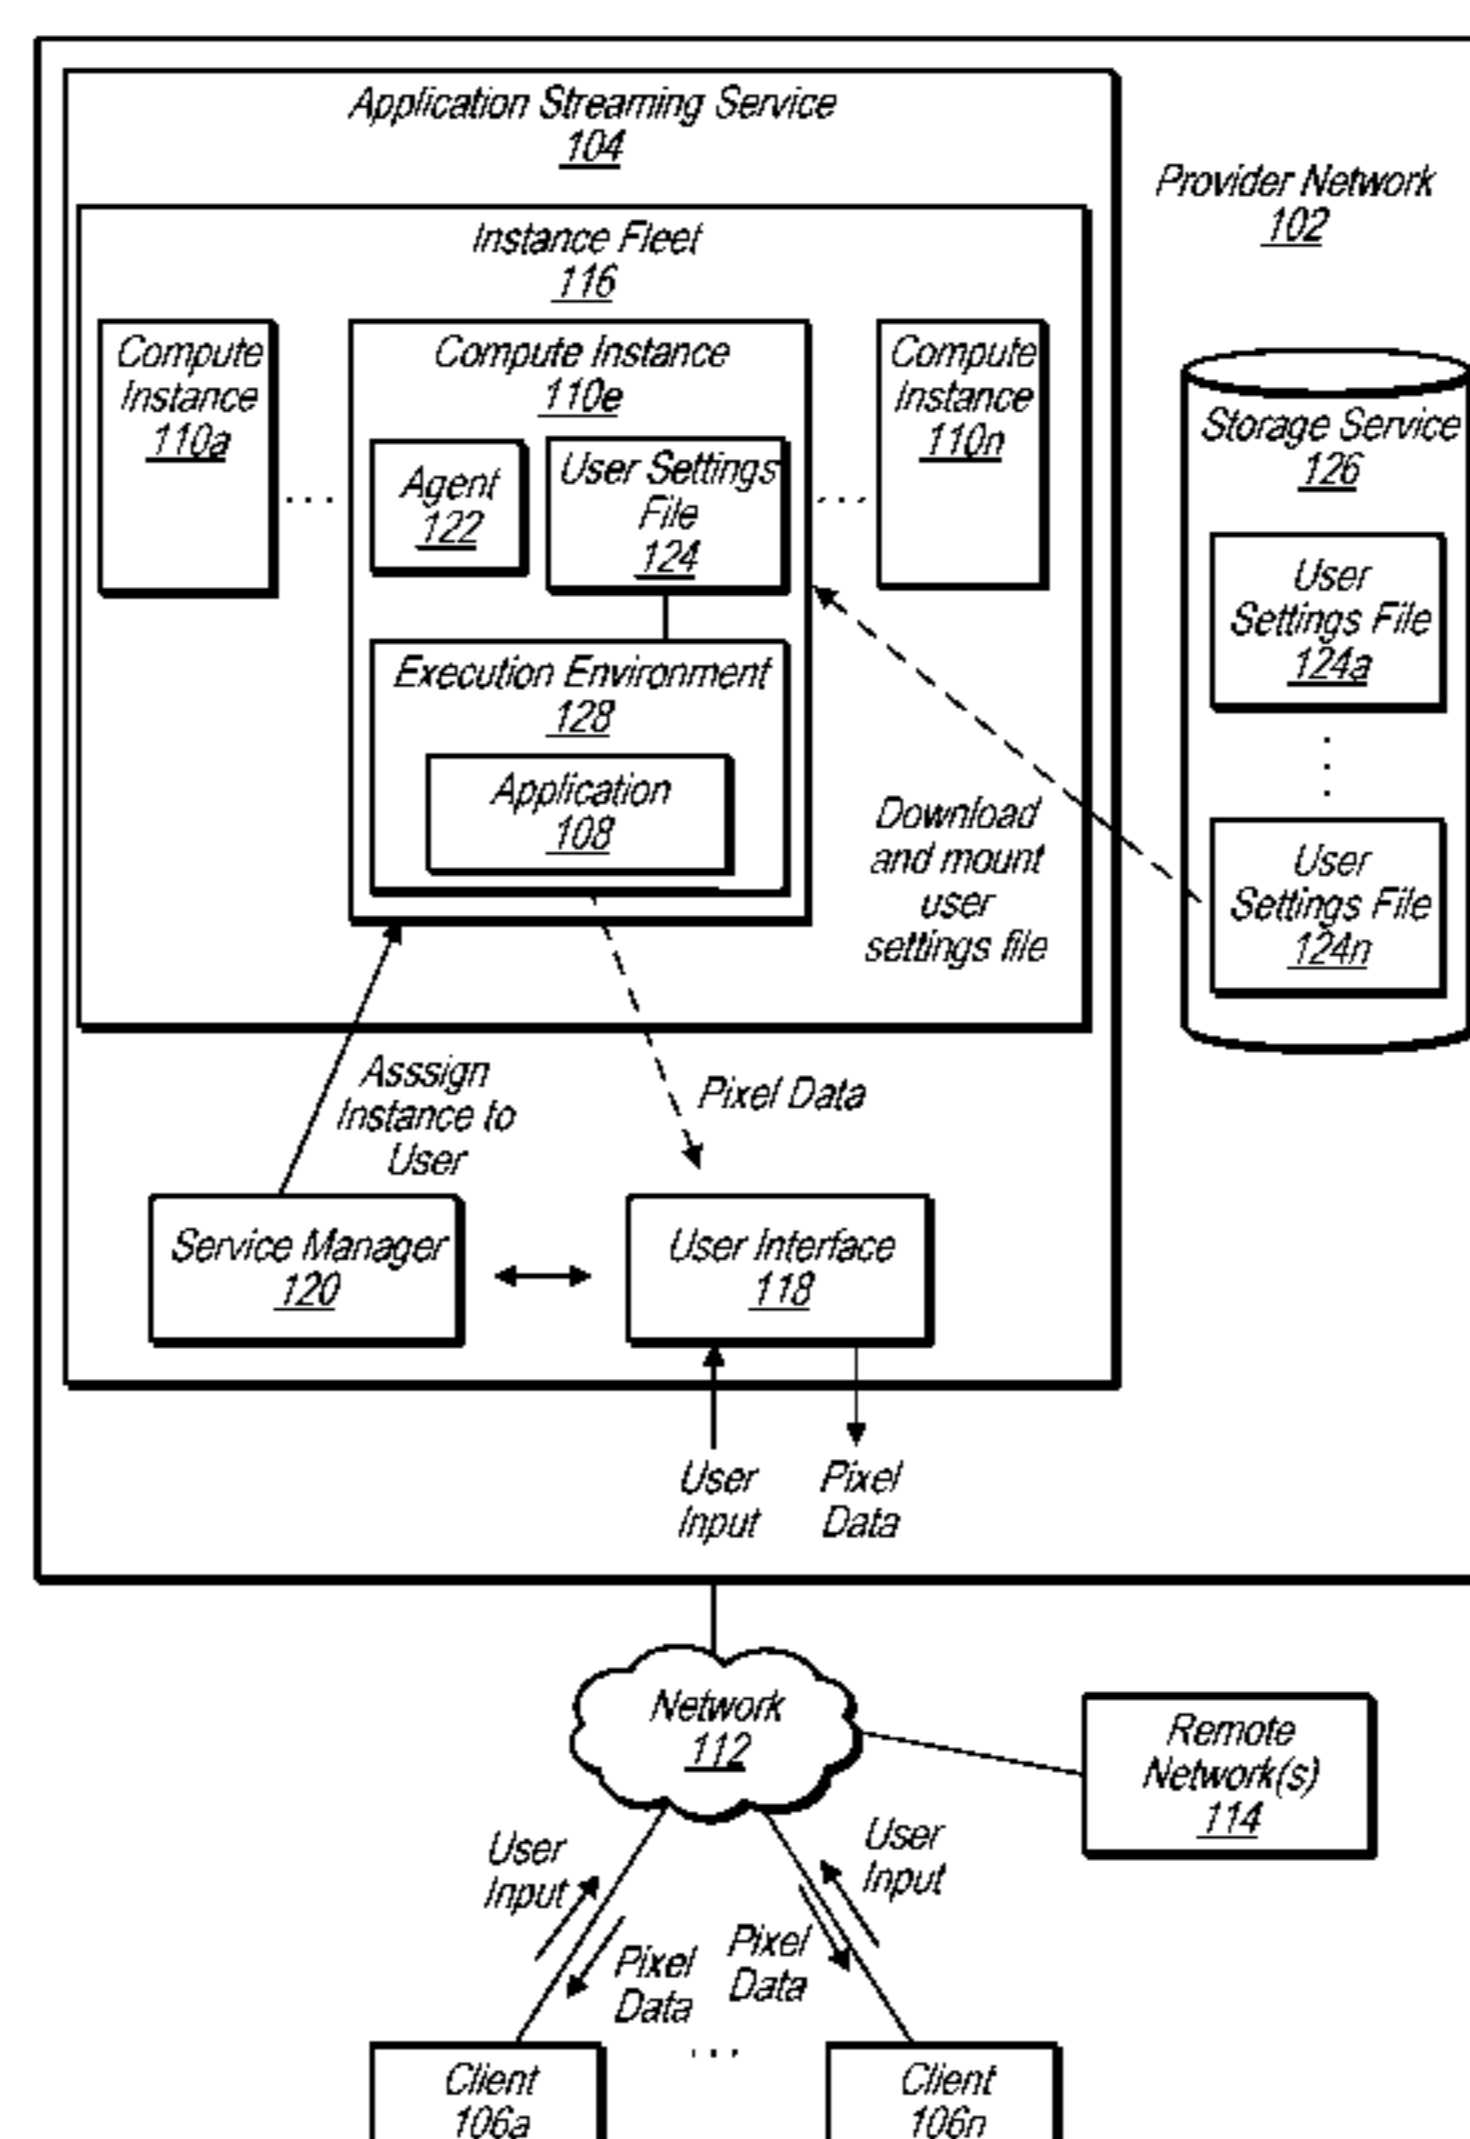 Application Streaming Service
104
Provider Network
102
Instance Fleet
116
Compute
Instance
110a
...
Compute Instance
110e
Agent
122
User Settings
File
124
Execution Environment
128
Application
108
...
Compute
Instance
110n
Storage Service
126
User
Settings File
124a
.
.
.
User
Settings File
124n
Download
and mount
user
settings file
Asssign
Instance to
User
Pixel Data
Service Manager
120
User Interface
118
User
Input
Pixel
Data
Network
112
Remote
Network(s)
114
User
Input
Pixel
Data
Pixel
Data
User
Input
...
Client
106a
Client
106n